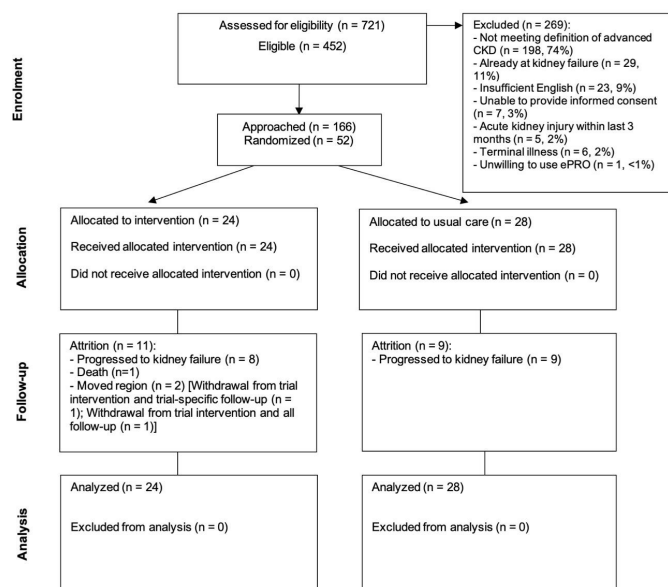 Assessed for eligibility (n = 721)
Eligible (n = 452)
Excluded (n = 269):
- Not meeting definition of advanced
CKD (n = 198, 74%)
- Already at kidney failure (n = 29,
11%)
- Insufficient English (n = 23, 9%)
- Unable to provide informed consent
(n = 7, 3%)
- Acute kidney injury within last 3
months (n = 5, 2%)
- Terminal illness (n = 6, 2%)
- Unwilling to use ePRO (n = 1, <1%)
Enrolment
Approached (n = 166)
Randomized (n = 52)
Allocation
Allocated to intervention (n = 24)
Received allocated intervention (n = 24)
Did not receive allocated intervention (n = 0)
Allocated to usual care (n = 28)
Received allocated intervention (n = 28)
Did not receive allocated intervention (n = 0)
Follow-up
Attrition (n = 11):
- Progressed to kidney failure (n = 8)
- Death (n=1)
- Moved region (n = 2) [Withdrawal from trial
intervention and trial-specific follow-up (n =
1); Withdrawal from trial intervention and all
follow-up (n = 1)]
Attrition (n = 9):
- Progressed to kidney failure (n = 9)
Analysis
Analyzed (n = 24)
Excluded from analysis (n = 0)
Analyzed (n = 28)
Excluded from analysis (n = 0)